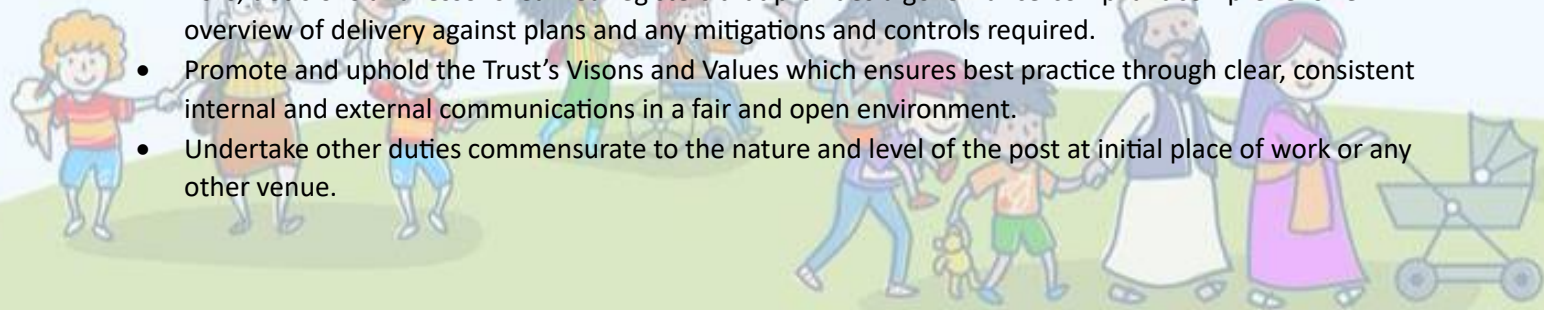 overview of delivery against plans and any mitigations and controls required.
• Promote and uphold the Trust's Visons and Values which ensures best practice through clear, consistent
internal and external communications in a fair and open environment.
• Undertake other duties commensurate to the nature and level of the post at initial place of work or any
other venue.